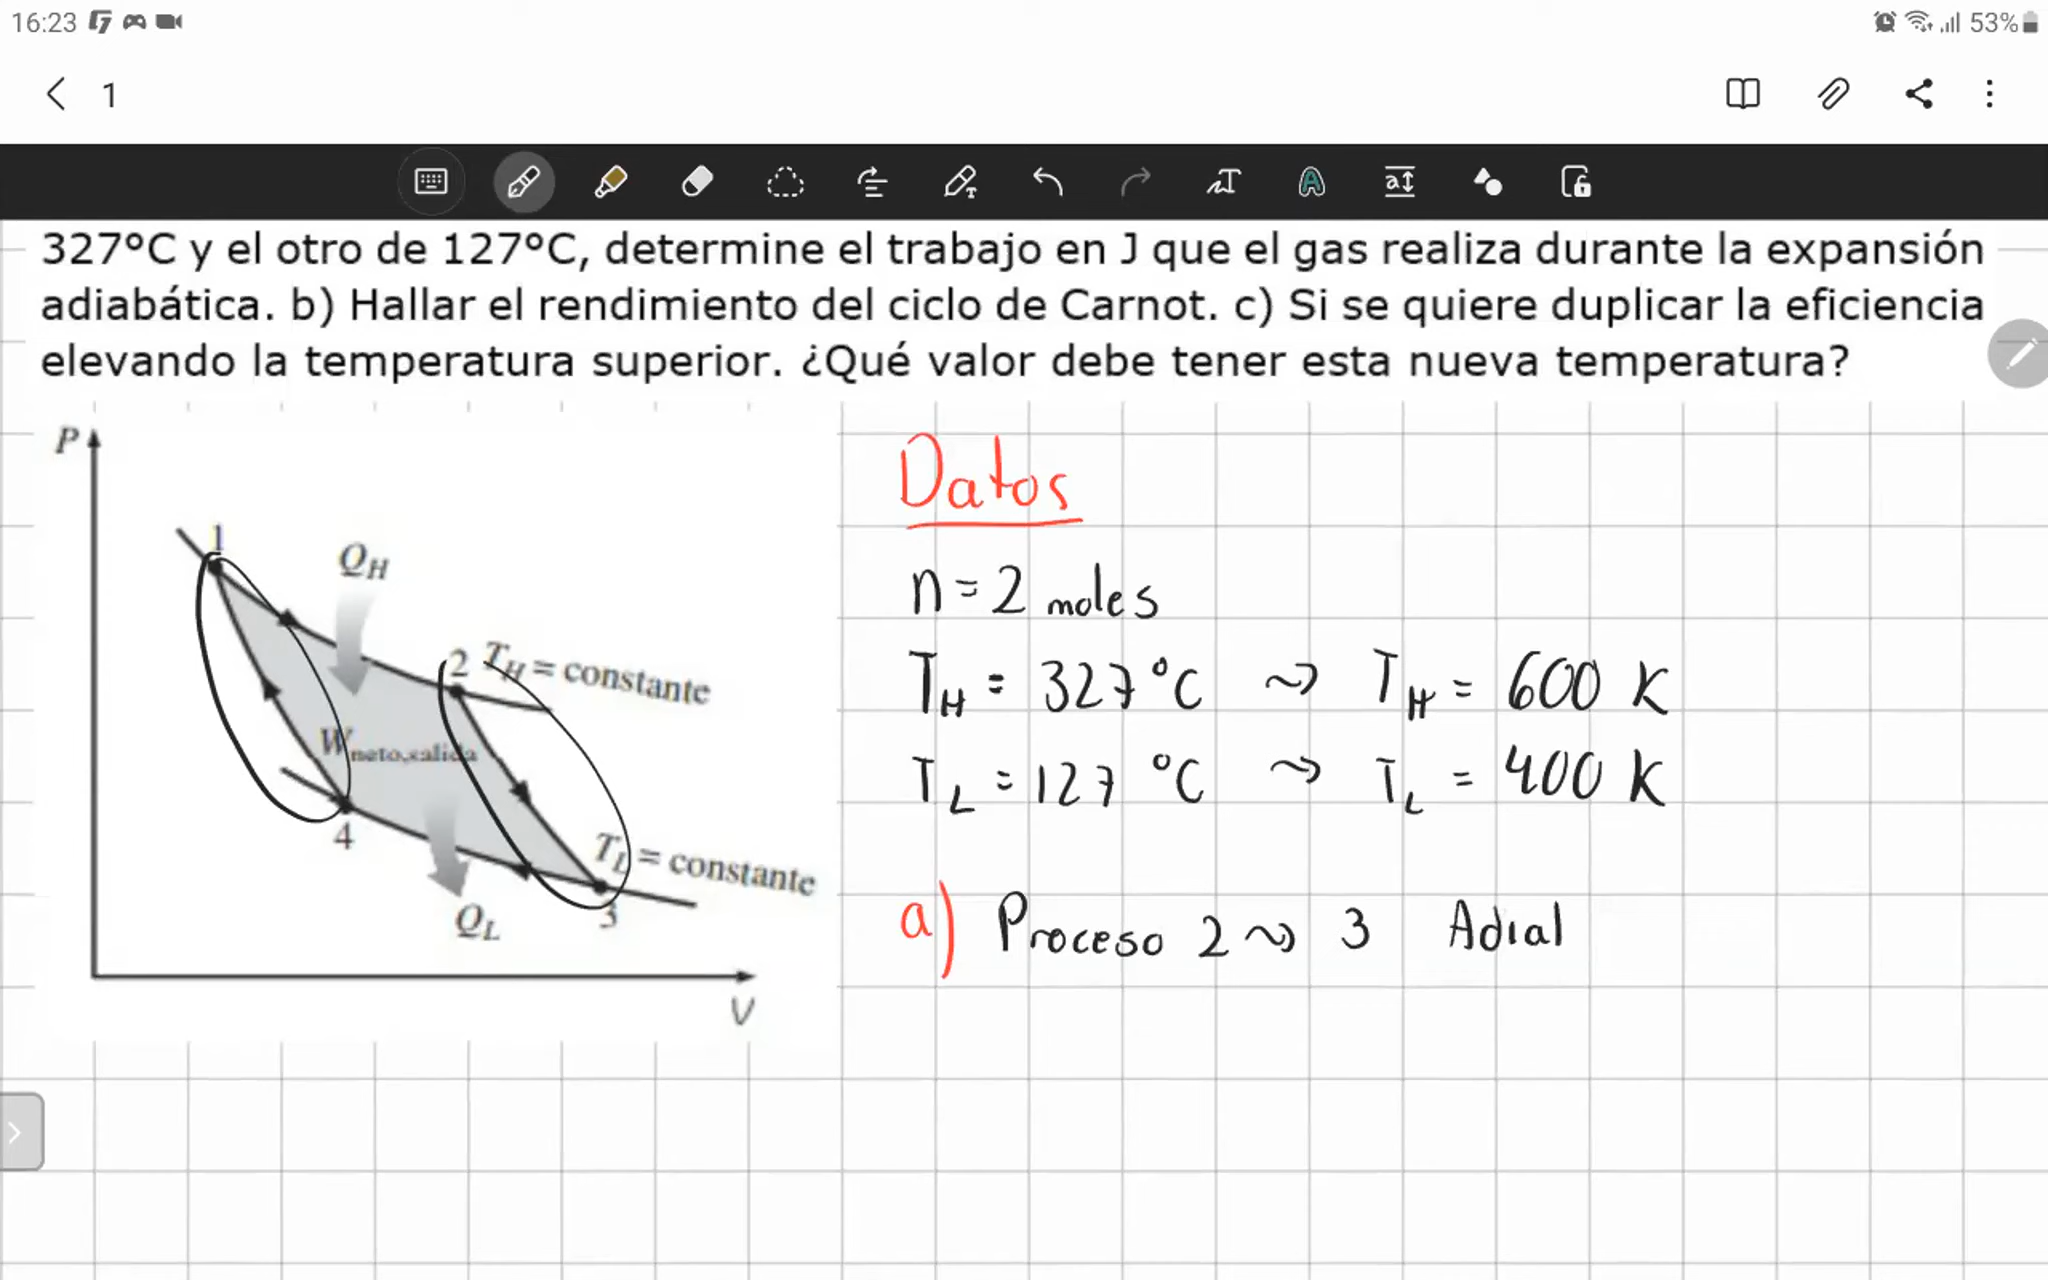 16:23 53%
1
327°C y el otro de 127°C, determine el trabajo en J que el gas realiza durante la expansión
adiabática. b) Hallar el rendimiento del ciclo de Carnot. c) Si se quiere duplicar la eficiencia
elevando la temperatura superior. ¿Qué valor debe tener esta nueva temperatura?
P
1
QH
2 TH = constante
Wneto,salida
4
TL = constante
3
QL
V
Datos
n = 2 moles
TH = 327 °C ~> TH = 600 K
TL = 127 °C ~> TL = 400 K
a) Proceso 2 ~> 3 Adial